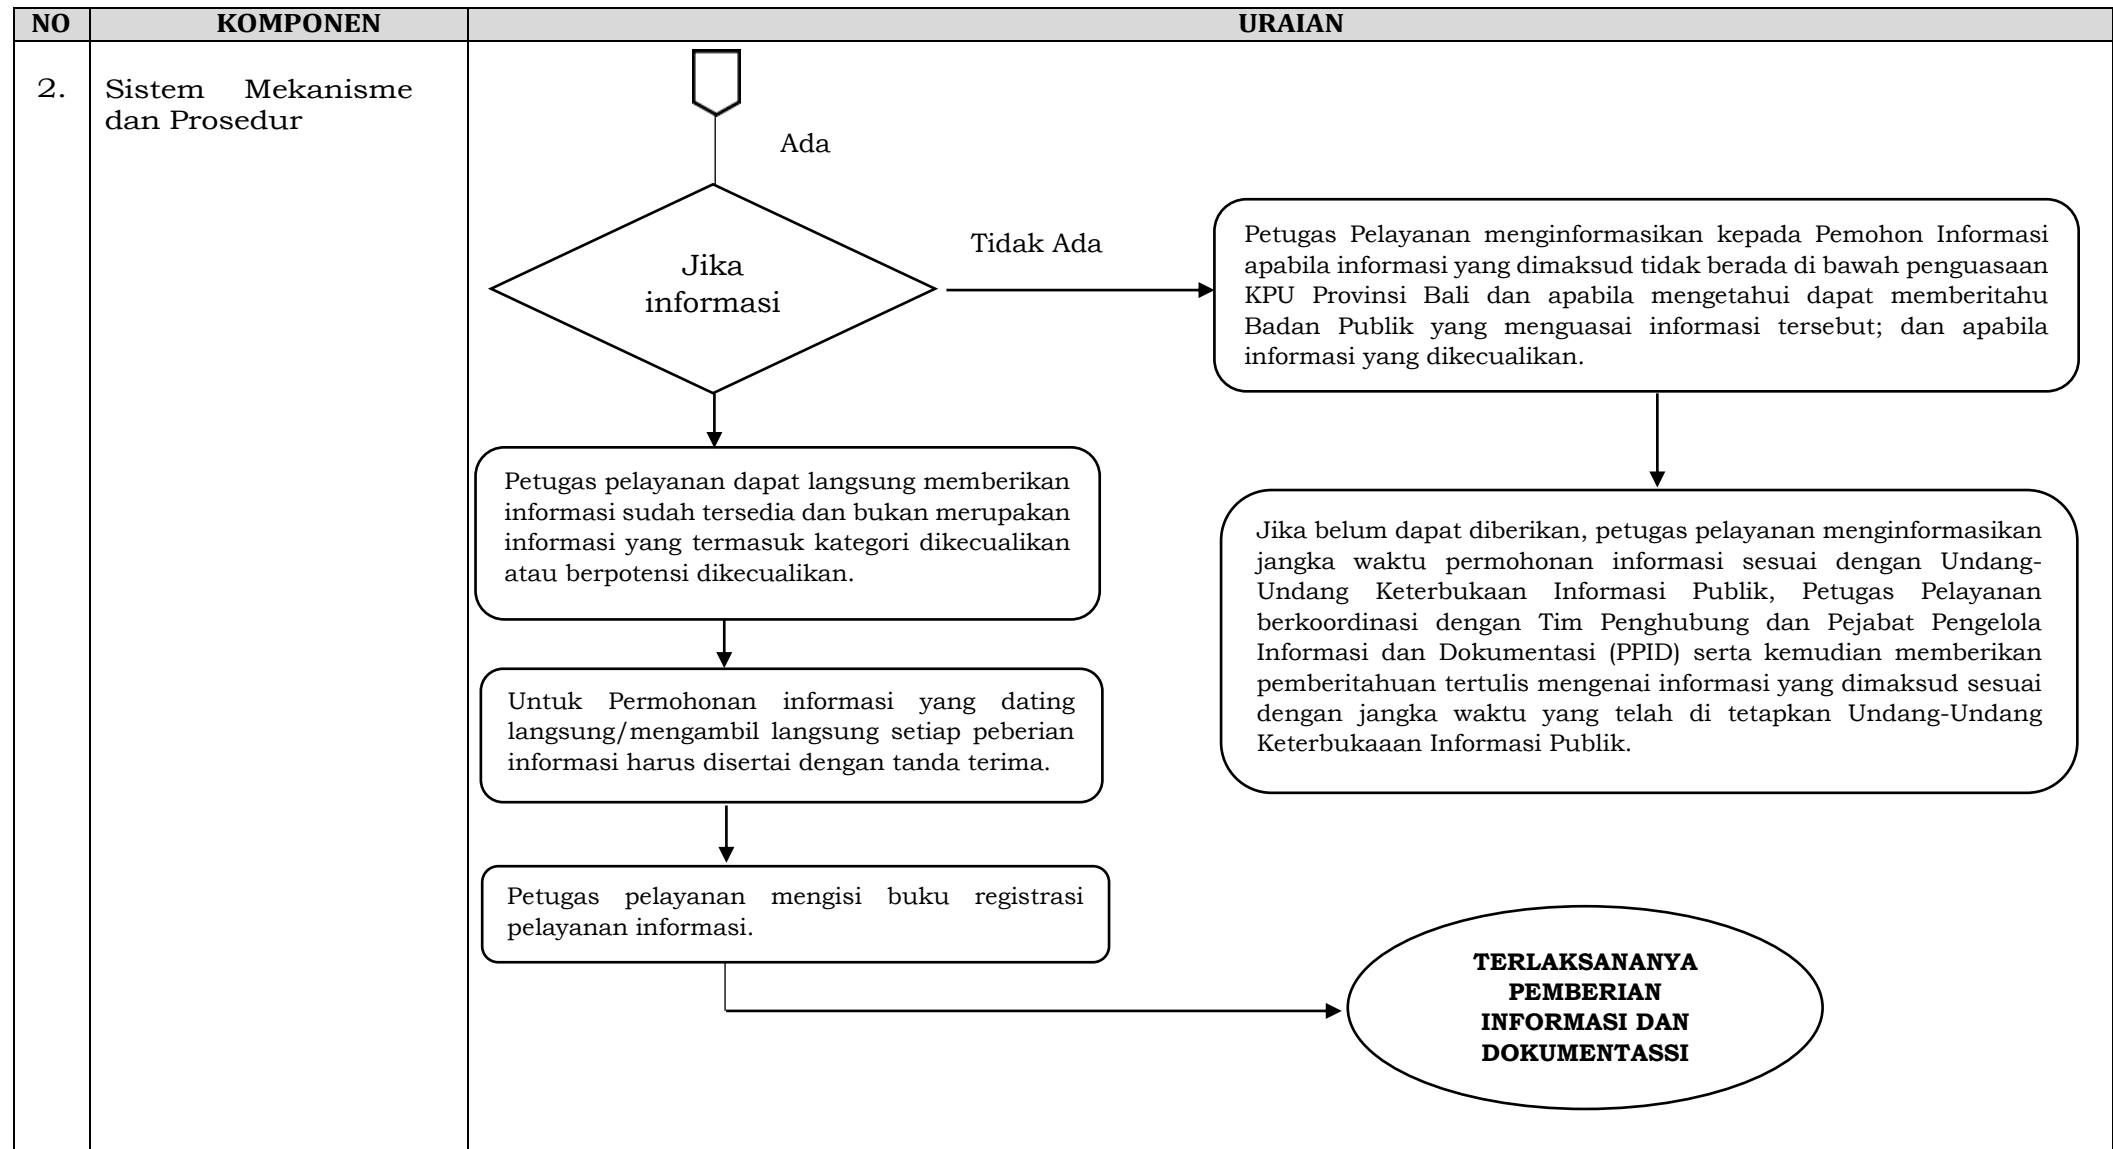 NO KOMPONEN URAIAN
2. Sistem Mekanisme
dan Prosedur
Ada
Jika
informasi
Tidak Ada
Petugas Pelayanan menginformasikan kepada Pemohon Informasi
apabila informasi yang dimaksud tidak berada di bawah penguasaan
KPU Provinsi Bali dan apabila mengetahui dapat memberitahu
Badan Publik yang menguasai informasi tersebut; dan apabila
informasi yang dikecualikan.
Petugas pelayanan dapat langsung memberikan
informasi sudah tersedia dan bukan merupakan
informasi yang termasuk kategori dikecualikan
atau berpotensi dikecualikan.
Jika belum dapat diberikan, petugas pelayanan menginformasikan
jangka waktu permohonan informasi sesuai dengan Undang-
Undang Keterbukaan Informasi Publik, Petugas Pelayanan
berkoordinasi dengan Tim Penghubung dan Pejabat Pengelola
Informasi dan Dokumentasi (PPID) serta kemudian memberikan
pemberitahuan tertulis mengenai informasi yang dimaksud sesuai
dengan jangka waktu yang telah di tetapkan Undang-Undang
Keterbukaaan Informasi Publik.
Untuk Permohonan informasi yang dating
langsung/mengambil langsung setiap peberian
informasi harus disertai dengan tanda terima.
Petugas pelayanan mengisi buku registrasi
pelayanan informasi.
TERLAKSANANYA
PEMBERIAN
INFORMASI DAN
DOKUMENTASSI